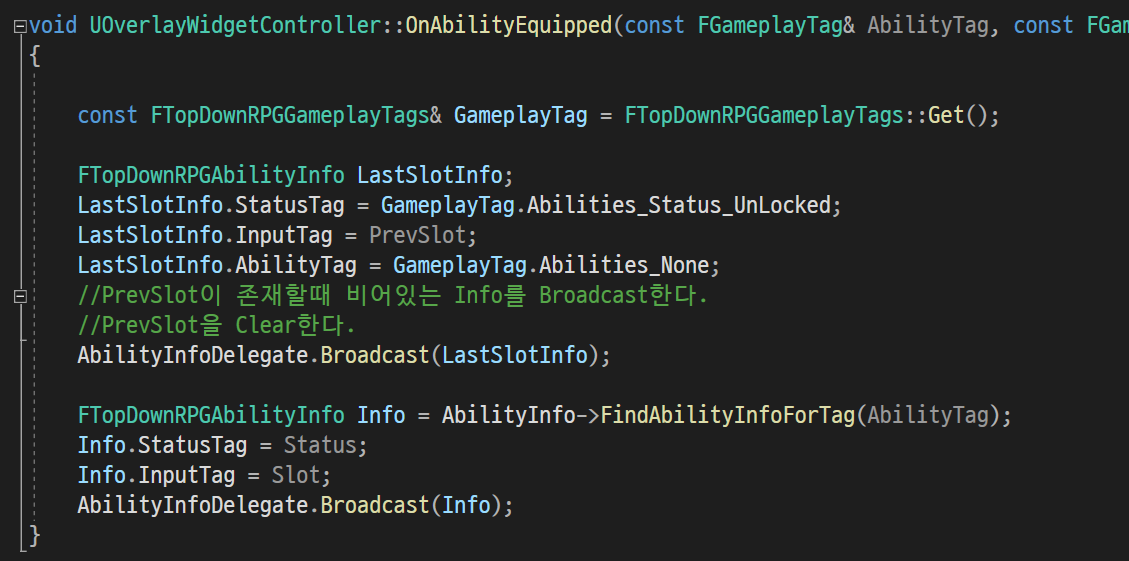 void UOverlayWidgetController::OnAbilityEquipped(const FGameplayTag& AbilityTag, const FGam
{
const FTopDownRPGGameplayTags& GameplayTag = FTopDownRPGGameplayTags::Get();
FTopDownRPGAbilityInfo LastSlotInfo;
LastSlotInfo.StatusTag = GameplayTag.Abilities_Status_UnLocked;
LastSlotInfo.InputTag = PrevSlot;
LastSlotInfo.AbilityTag = GameplayTag.Abilities_None;
//PrevSlot이 존재할때 비어있는 Info를 Broadcast한다.
//PrevSlot을 Clear한다.
AbilityInfoDelegate.Broadcast(LastSlotInfo);
FTopDownRPGAbilityInfo Info = AbilityInfo->FindAbilityInfoForTag(AbilityTag);
Info.StatusTag = Status;
Info.InputTag = Slot;
AbilityInfoDelegate.Broadcast(Info);
}